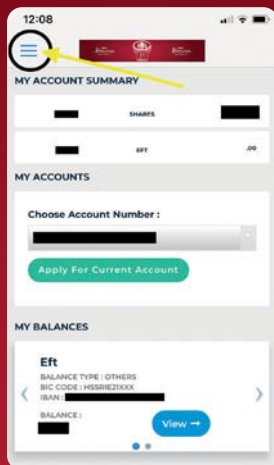 12:08
MY ACCOUNT SUMMARY
SHARES
EFT .00
MY ACCOUNTS
Choose Account Number :
Apply For Current Account
MY BALANCES
Eft
BALANCE TYPE : OTHERS
BIC CODE : HSSRIE21XXX
IBAN :
BALANCE :
View →